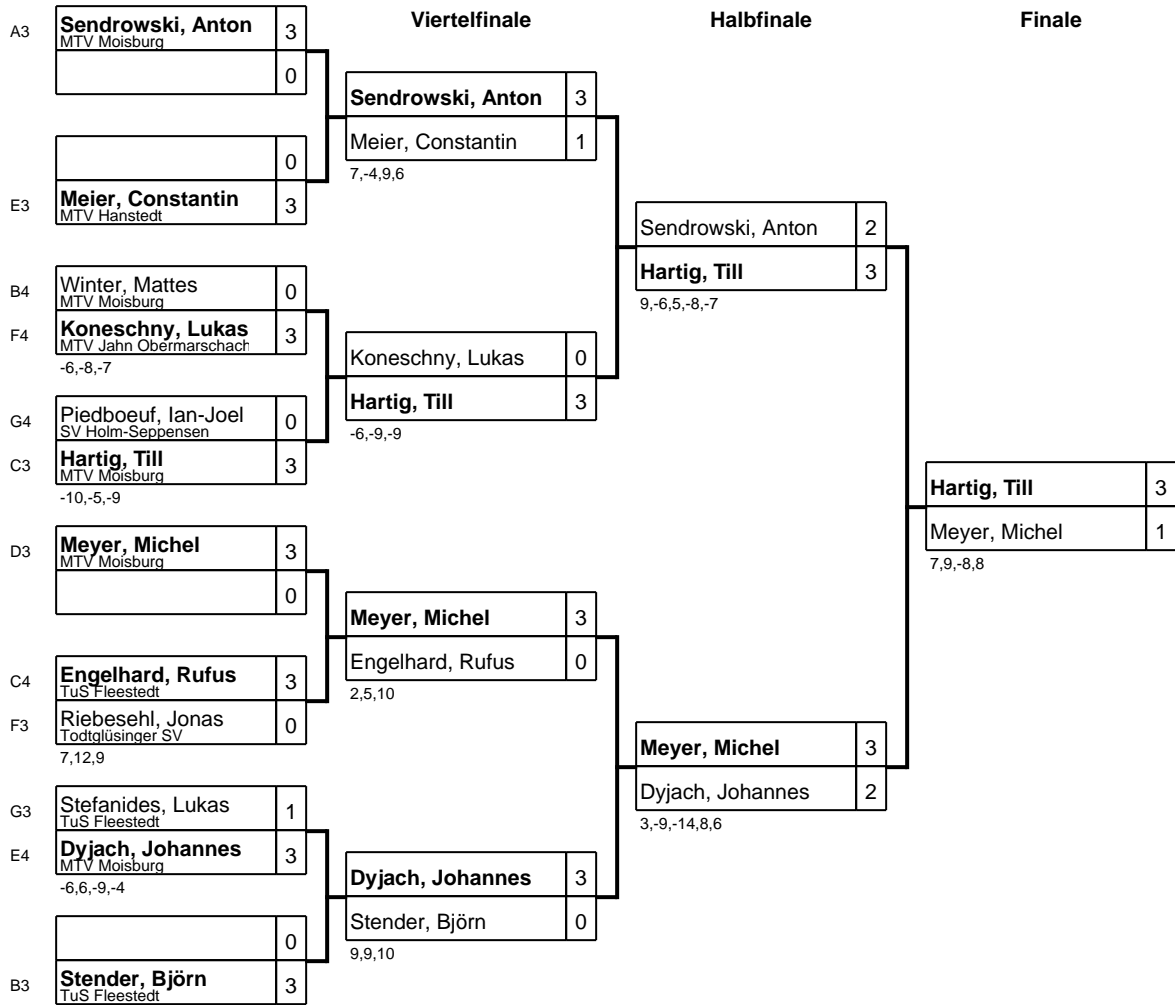 Viertelfinale
Halbfinale
Finale
A3
Sendrowski, Anton 3
MTV Moisburg
0
0
E3
Meier, Constantin 3
MTV Hanstedt
B4
Winter, Mattes 0
MTV Moisburg
F4
Koneschny, Lukas 3
MTV Jahn Obermarschach
-6,-8,-7
G4
Piedboeuf, Ian-Joel 0
SV Holm-Seppensen
C3
Hartig, Till 3
MTV Moisburg
-10,-5,-9
D3
Meyer, Michel 3
MTV Moisburg
0
C4
Engelhard, Rufus 3
TuS Fleestedt
F3
Riebesehl, Jonas 0
Todtglüsinger SV
7,12,9
G3
Stefanides, Lukas 1
TuS Fleestedt
E4
Dyjach, Johannes 3
MTV Moisburg
-6,6,-9,-4
0
B3
Stender, Björn 3
TuS Fleestedt
Sendrowski, Anton 3
Meier, Constantin 1
7,-4,9,6
Koneschny, Lukas 0
Hartig, Till 3
-6,-9,-9
Meyer, Michel 3
Engelhard, Rufus 0
2,5,10
Dyjach, Johannes 3
Stender, Björn 0
9,9,10
Sendrowski, Anton 2
Hartig, Till 3
9,-6,5,-8,-7
Meyer, Michel 3
Dyjach, Johannes 2
3,-9,-14,8,6
Hartig, Till 3
Meyer, Michel 1
7,9,-8,8